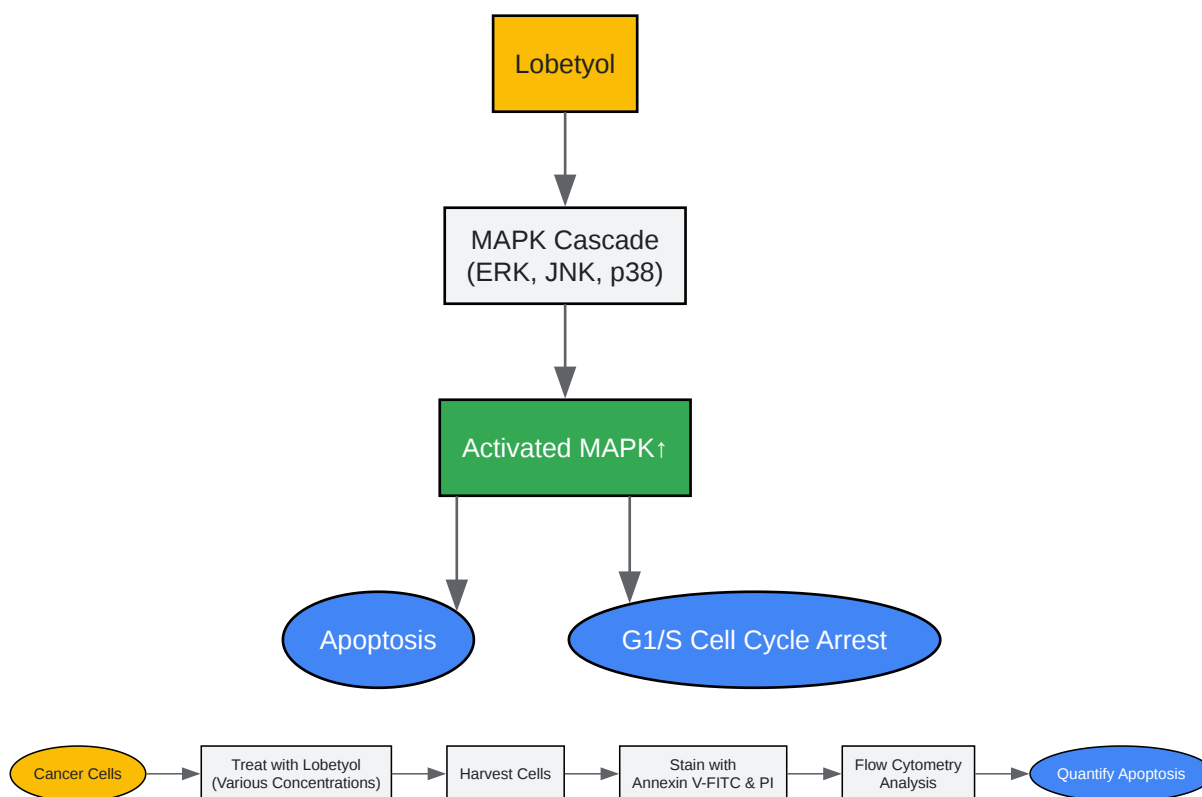 Lobetyol
MAPK Cascade
(ERK, JNK, p38)
Activated MAPK↑
Apoptosis
G1/S Cell Cycle Arrest
Cancer Cells
Treat with Lobetyol
(Various Concentrations)
Harvest Cells
Stain with
Annexin V-FITC & PI
Flow Cytometry
Analysis
Quantify Apoptosis